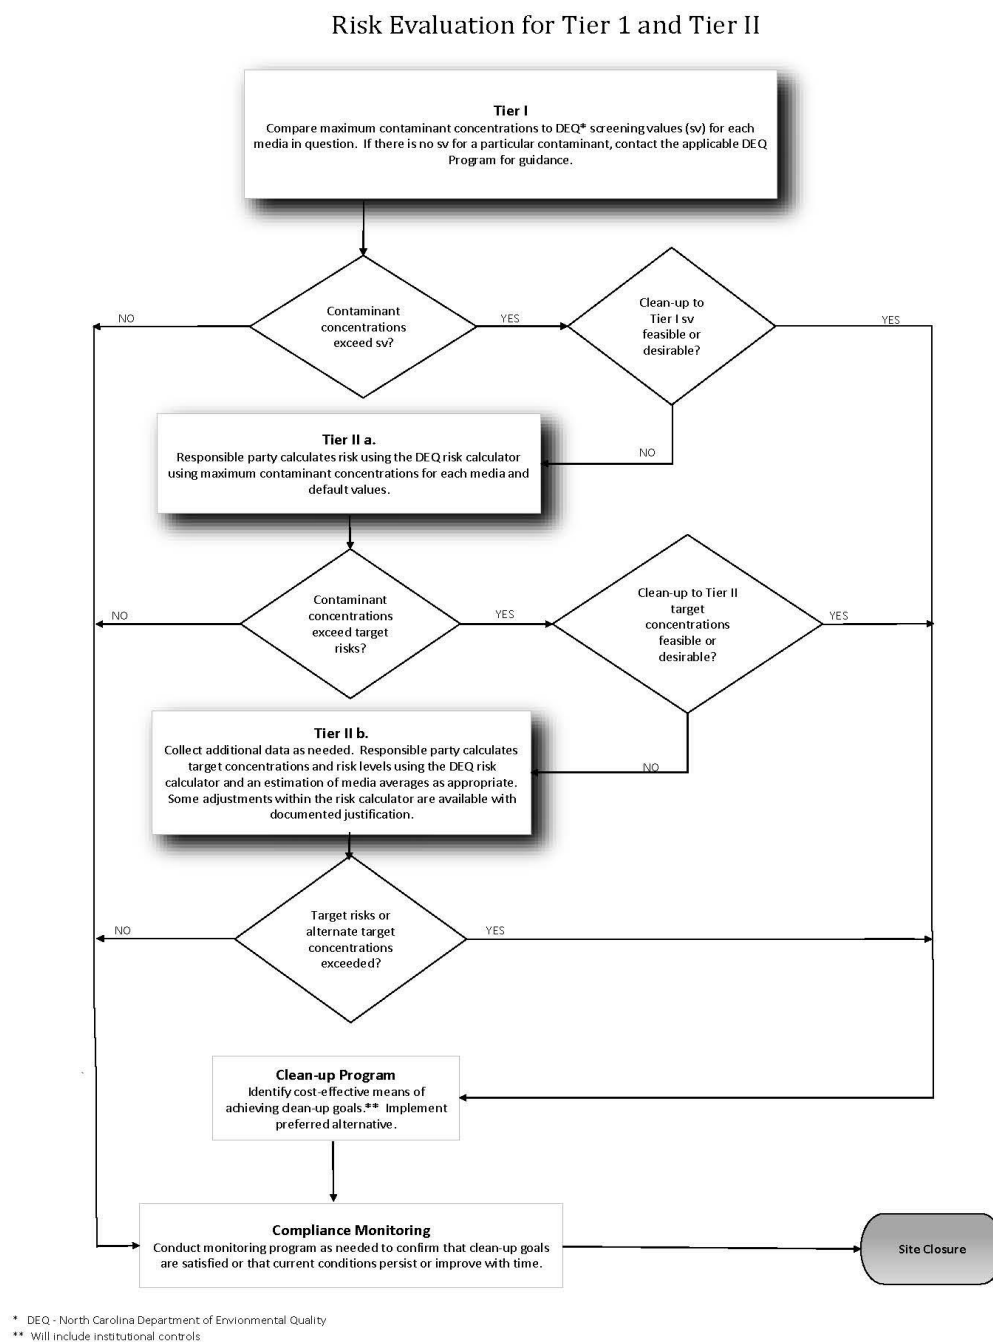 Risk Evaluation for Tier 1 and Tier II
Tier I
Compare maximum contaminant concentrations to DEQ* screening values (sv) for each
media in question. If there is no sv for a particular contaminant, contact the applicable DEQ
Program for guidance.
Contaminant
concentrations
exceed sv?
NO
YES
Clean-up to
Tier I sv
feasible or
desirable?
YES
NO
Tier II a.
Responsible party calculates risk using the DEQ risk calculator
using maximum contaminant concentrations for each media and
default values.
Contaminant
concentrations
exceed target
risks?
NO
YES
Clean-up to Tier II
target
concentrations
feasible or
desirable?
YES
NO
Tier II b.
Collect additional data as needed. Responsible party calculates
target concentrations and risk levels using the DEQ risk
calculator and an estimation of media averages as appropriate.
Some adjustments within the risk calculator are available with
documented justification.
Target risks or
alternate target
concentrations
exceeded?
NO
YES
Clean-up Program
Identify cost-effective means of
achieving clean-up goals.** Implement
preferred alternative.
Compliance Monitoring
Conduct monitoring program as needed to confirm that clean-up goals
are satisfied or that current conditions persist or improve with time.
Site Closure
* DEQ - North Carolina Department of Envionmental Quality
** Will include institutional controls